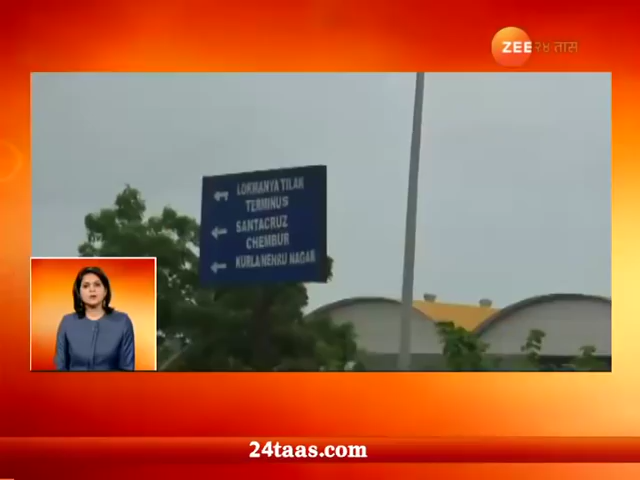 ZEE २४ तास
LOKMANYA TILAK
TERMINUS
SANTACRUZ
CHEMBUR
KURLA NEHRU NAGAR
24taas.com